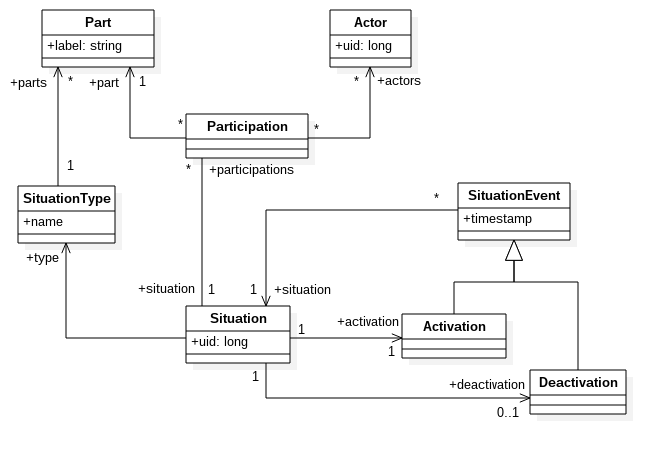 Part
+label: string
Actor
+uid: long
+parts
*
+part
1
*
+actors
*
Participation
*
*
+participations
1
SituationType
+name
SituationEvent
+timestamp
*
+type
+situation
1
1
+situation
Situation
+uid: long
1
+activation
1
Activation
1
+deactivation
0..1
Deactivation